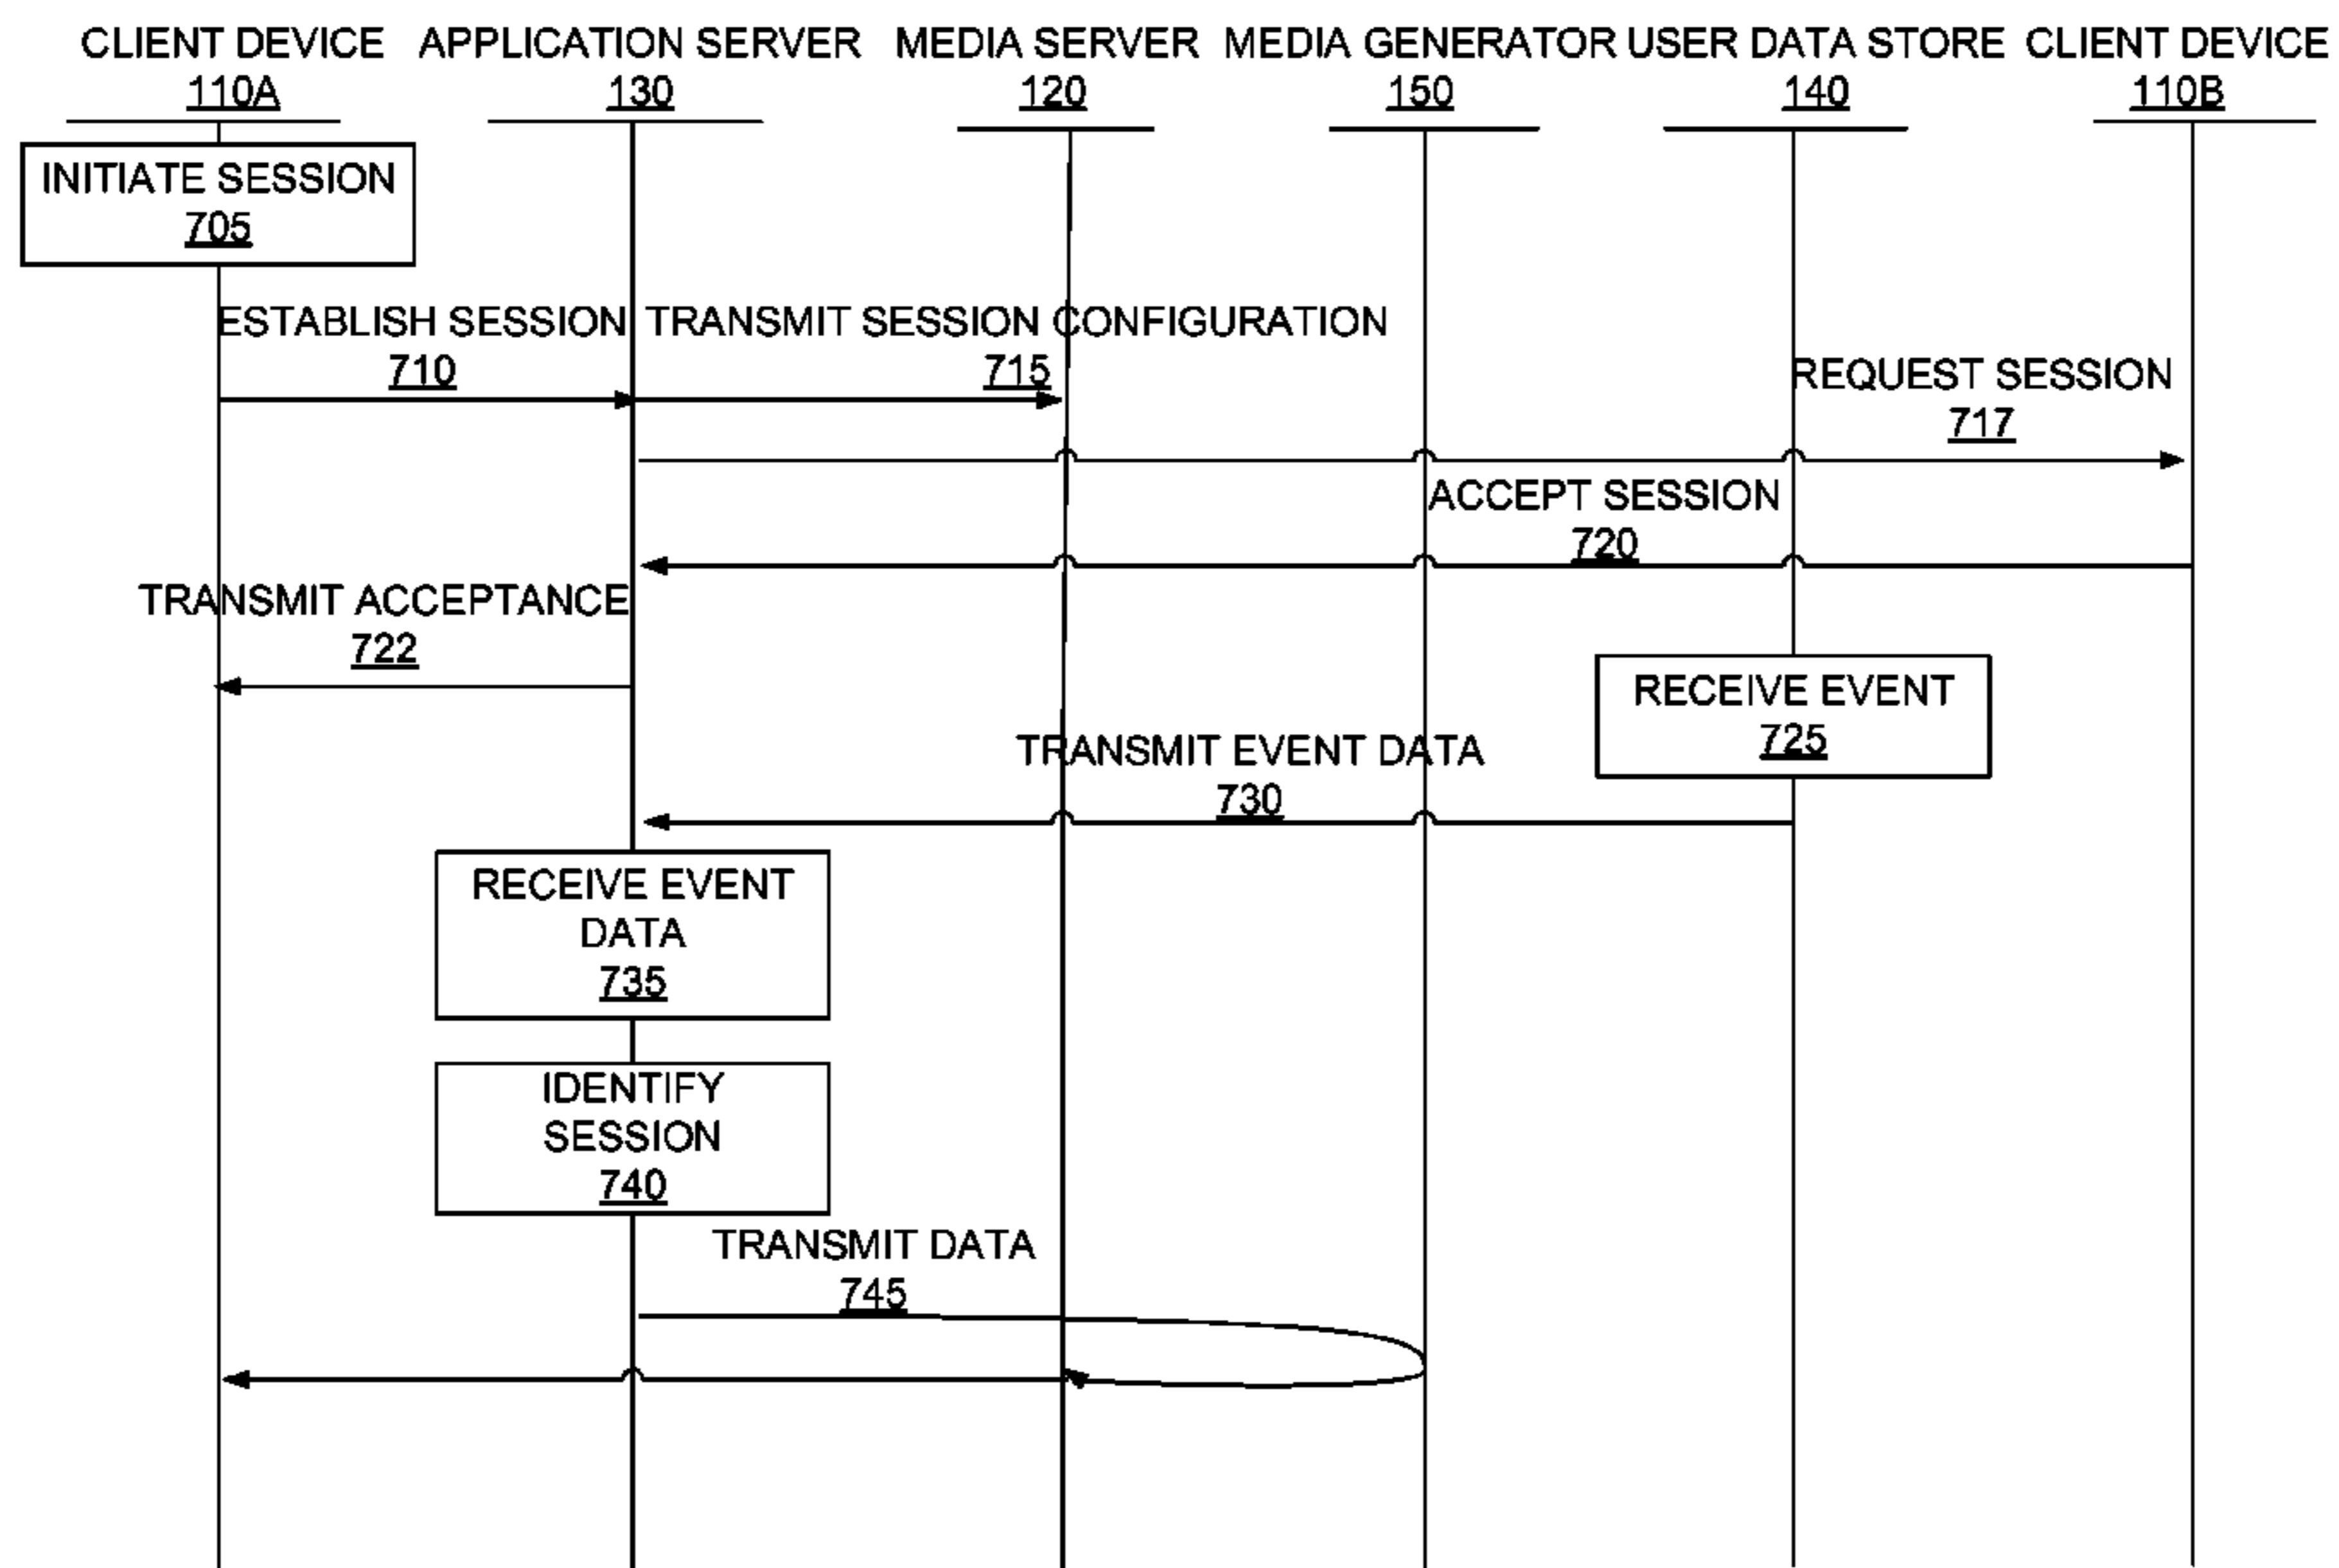 CLIENT DEVICE APPLICATION SERVER MEDIA SERVER MEDIA GENERATOR USER DATA STORE CLIENT DEVICE
110A 130 120 150 140 110B
INITIATE SESSION
705
ESTABLISH SESSION TRANSMIT SESSION CONFIGURATION
710 715
REQUEST SESSION
717
ACCEPT SESSION
720
TRANSMIT ACCEPTANCE
722
RECEIVE EVENT
725
TRANSMIT EVENT DATA
730
RECEIVE EVENT
DATA
735
IDENTIFY
SESSION
740
TRANSMIT DATA
745